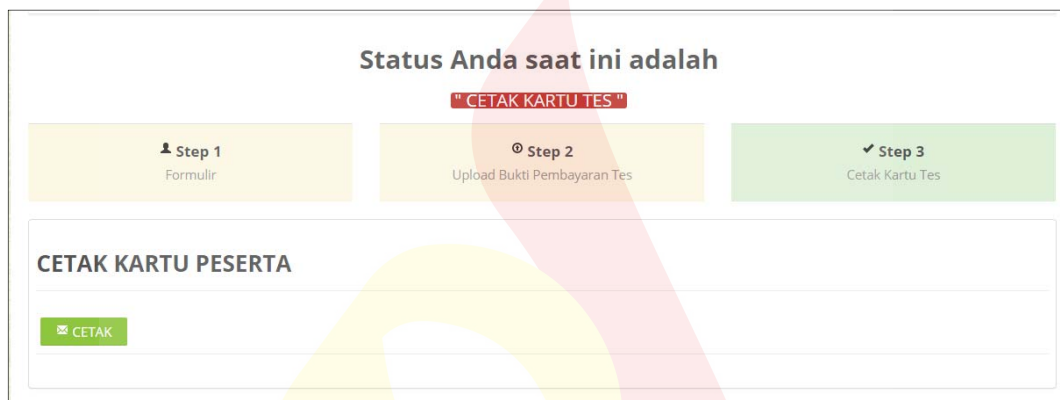 Status Anda saat ini adalah
" CETAK KARTU TES "
Step 1
Formulir
Step 2
Upload Bukti Pembayaran Tes
Step 3
Cetak Kartu Tes
CETAK KARTU PESERTA
CETAK